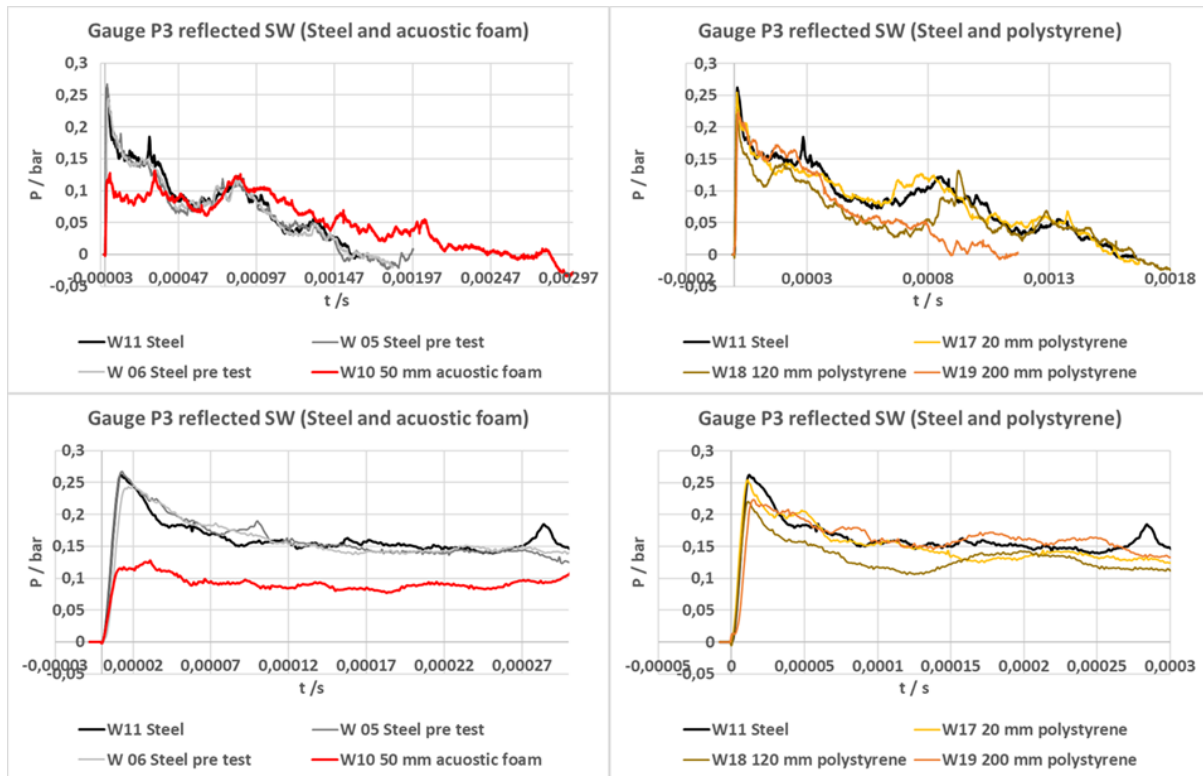 Gauge P3 reflected SW (Steel and acuostic foam)
0,3
0,25
0,2
0,15
0,1
0,05
0
-0,05
P / bar
-0,000003 0,00047 0,00097 0,00147 0,00197 0,00247 0,00297
t /s
W11 Steel W 05 Steel pre test
W 06 Steel pre test W10 50 mm acuostic foam
Gauge P3 reflected SW (Steel and polystyrene)
0,3
0,25
0,2
0,15
0,1
0,05
0
-0,05
P / bar
-0,0002 0,0003 0,0008 0,0013 0,0018
t / s
W11 Steel W17 20 mm polystyrene
W18 120 mm polystyrene W19 200 mm polystyrene
Gauge P3 reflected SW (Steel and acuostic foam)
0,3
0,25
0,2
0,15
0,1
0,05
0
-0,05
P / bar
-0,00003 0,00002 0,00007 0,00012 0,00017 0,00022 0,00027
t /s
W11 Steel W 05 Steel pre test
W 06 Steel pre test W10 50 mm acuostic foam
Gauge P3 reflected SW (Steel and polystyrene)
0,3
0,25
0,2
0,15
0,1
0,05
0
-0,05
P / bar
-0,00005 0 0,00005 0,0001 0,00015 0,0002 0,00025 0,0003
t / s
W11 Steel W17 20 mm polystyrene
W18 120 mm polystyrene W19 200 mm polystyrene